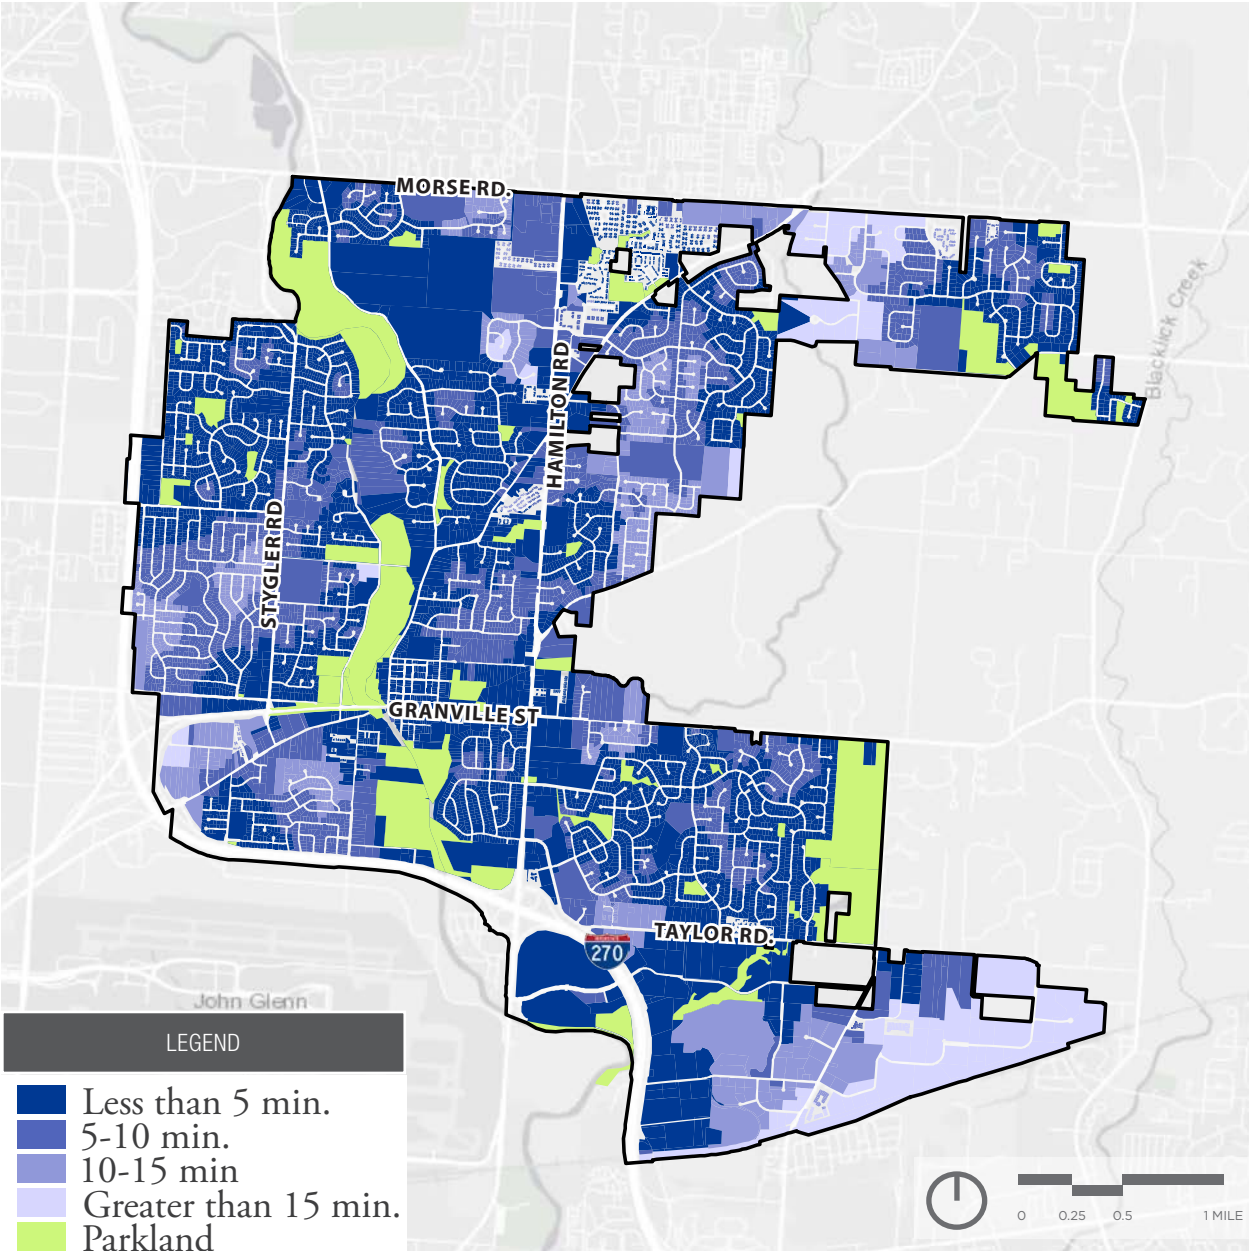 MORSE RD.
Blacklick Creek
HAMILTON RD
STYGLER RD
GRANVILLE ST
TAYLOR RD.
270
John Glenn
LEGEND
Less than 5 min.
5-10 min.
10-15 min
Greater than 15 min.
Parkland
0 0.25 0.5 1 MILE